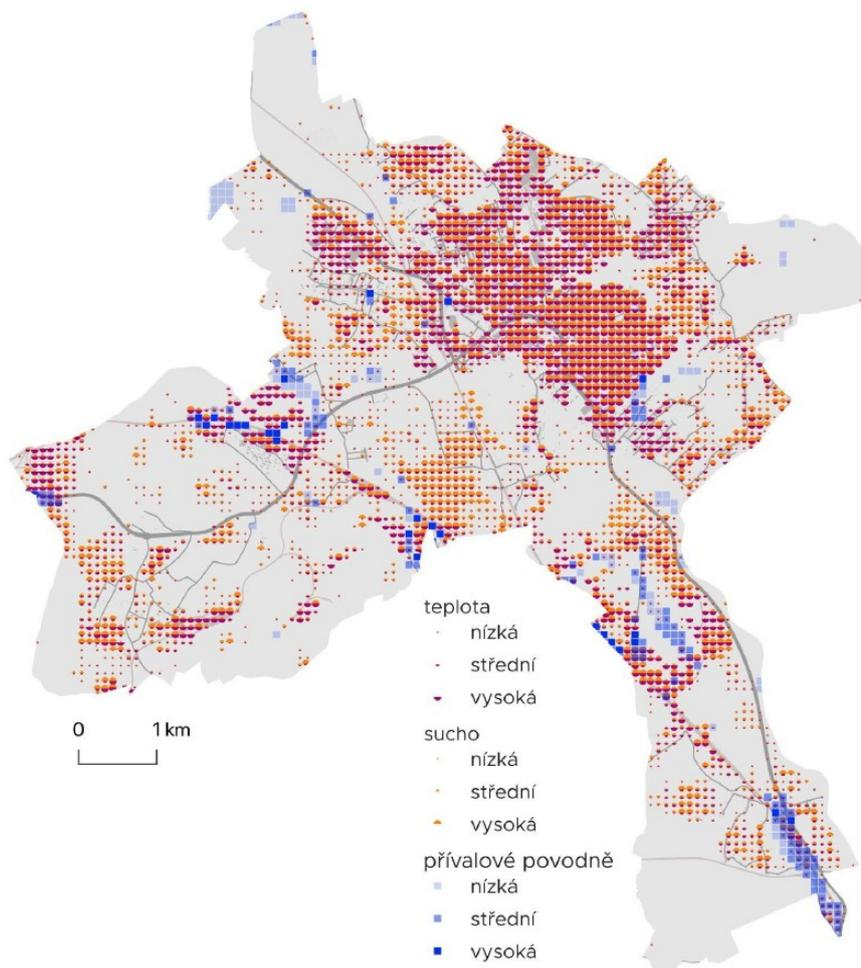 teplota
nízká
střední
vysoká
0 1 km
sucho
nízká
střední
vysoká
přívalové povodně
nízká
střední
vysoká